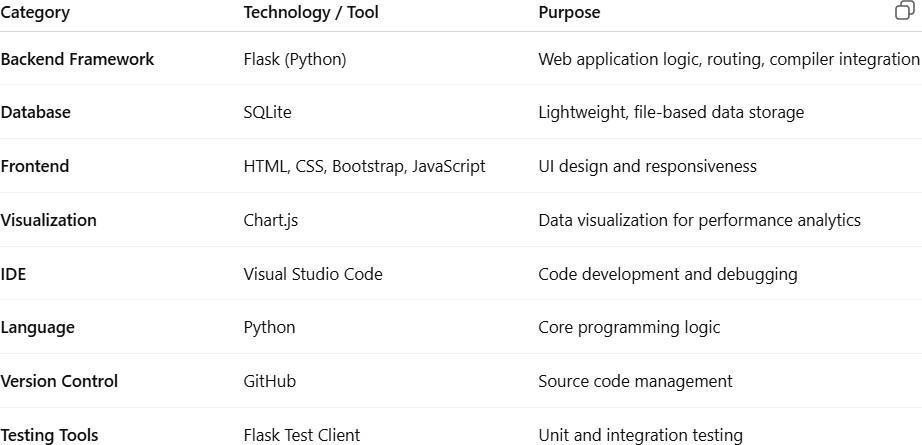 Category Technology / Tool Purpose
Backend Framework Flask (Python) Web application logic, routing, compiler integration
Database SQLite Lightweight, file-based data storage
Frontend HTML, CSS, Bootstrap, JavaScript UI design and responsiveness
Visualization Chart.js Data visualization for performance analytics
IDE Visual Studio Code Code development and debugging
Language Python Core programming logic
Version Control GitHub Source code management
Testing Tools Flask Test Client Unit and integration testing